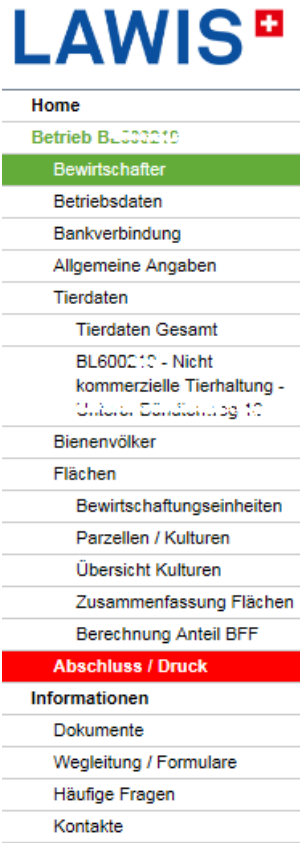 LAWIS
Home
Betrieb
Bewirtschafter
Betriebsdaten
Bankverbindung
Allgemeine Angaben
Tierdaten
Tierdaten Gesamt
- Nicht
kommerzielle Tierhaltung -
Bienenvölker
Flächen
Bewirtschaftungseinheiten
Parzellen / Kulturen
Übersicht Kulturen
Zusammenfassung Flächen
Berechnung Anteil BFF
Abschluss / Druck
Informationen
Dokumente
Wegleitung / Formulare
Häufige Fragen
Kontakte